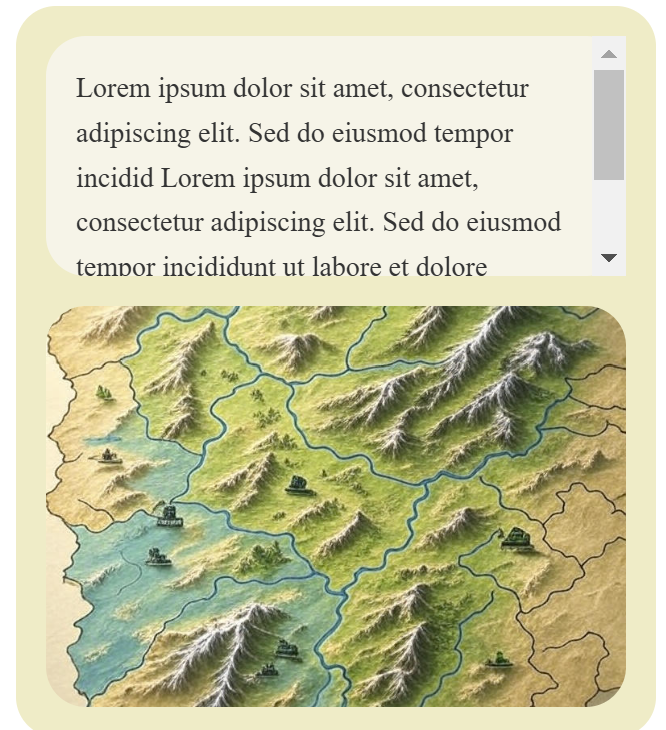 Lorem ipsum dolor sit amet, consectetur
adipiscing elit. Sed do eiusmod tempor
incidid Lorem ipsum dolor sit amet,
consectetur adipiscing elit. Sed do eiusmod
tempor incididunt ut labore et dolore